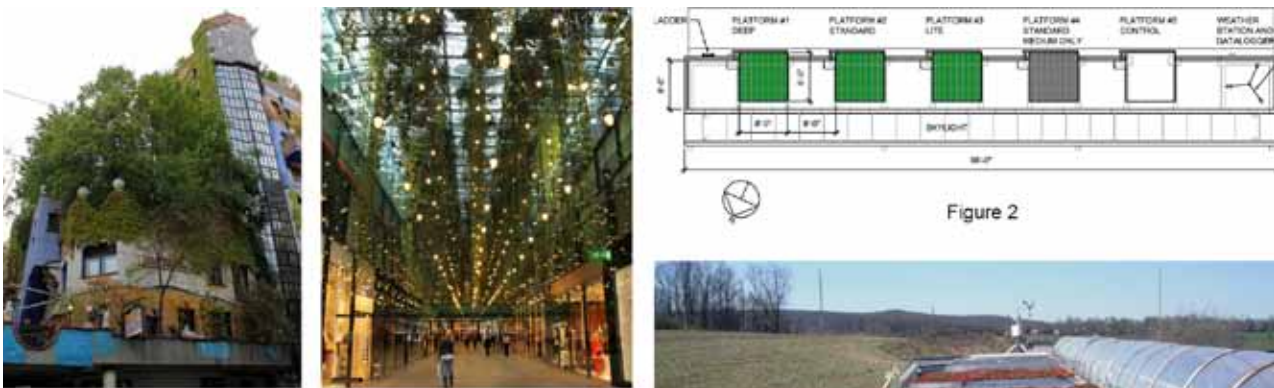 LADDER
PLATFORM #1
DEEP
PLATFORM #2
STANDARD
PLATFORM #3
LITE
PLATFORM #4
STANDARD
MEDIUM ONLY
PLATFORM #5
CONTROL
WEATHER
STATION AND
DATALOGGER
SKYLIGHT
Figure 2